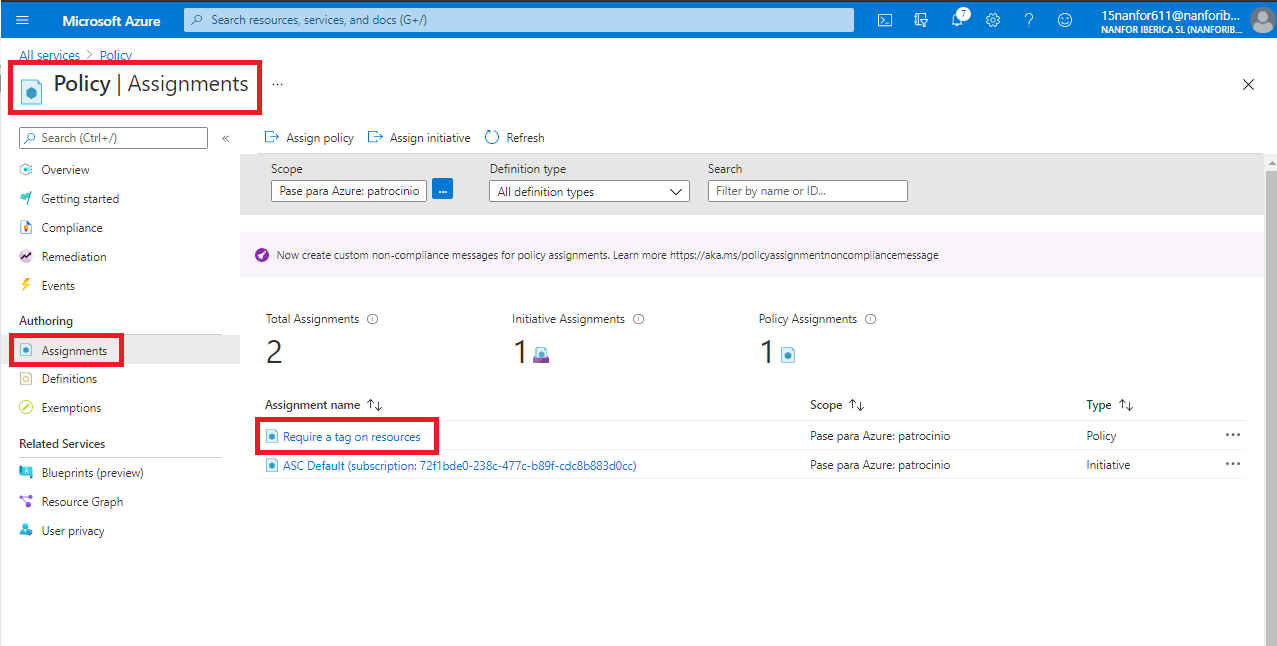 Microsoft Azure
Search resources, services, and docs (G+/)
7
15nanfor611@nanforib...
NANFOR IBERICA SL (NANFORIB...
All services > Policy
Policy | Assignments
...
Search (Ctrl+/)
«
Overview
Getting started
Compliance
Remediation
Events
Authoring
Assignments
Definitions
Exemptions
Related Services
Blueprints (preview)
Resource Graph
User privacy
Assign policy Assign initiative Refresh
Scope Definition type Search
Pase para Azure: patrocinio ... All definition types Filter by name or ID...
Now create custom non-compliance messages for policy assignments. Learn more https://aka.ms/policyassignmentnoncompliancemessage
Total Assignments Initiative Assignments Policy Assignments
2 1 1
Assignment name Scope Type
Require a tag on resources Pase para Azure: patrocinio Policy ...
ASC Default (subscription: 72f1bde0-238c-477c-b89f-cdc8b883d0cc) Pase para Azure: patrocinio Initiative ...